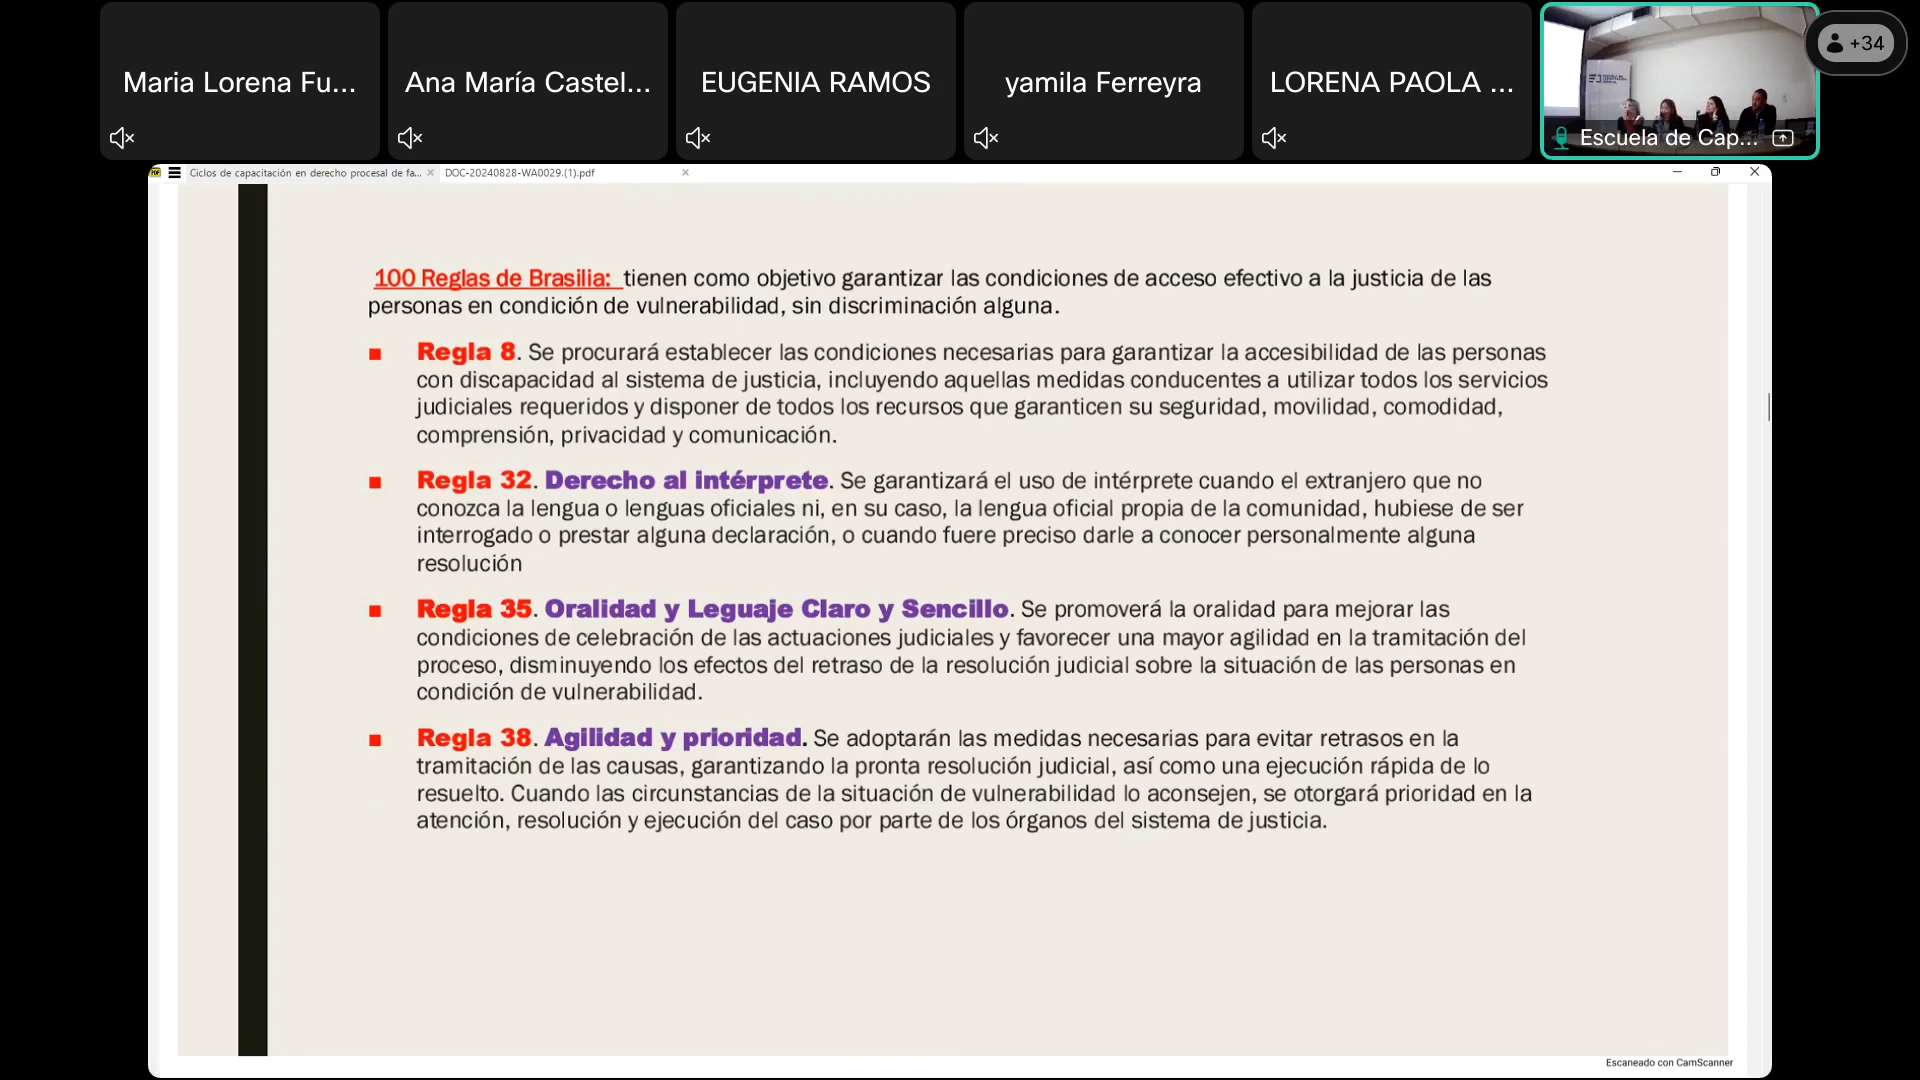 Maria Lorena Fu...
Ana María Castel...
EUGENIA RAMOS
yamila Ferreyra
LORENA PAOLA ...
Escuela de Cap...
+34
Ciclos de capacitación en derecho procesal de fa...
DOC-20240828-WA0029.(1).pdf
100 Reglas de Brasilia: tienen como objetivo garantizar las condiciones de acceso efectivo a la justicia de las
personas en condición de vulnerabilidad, sin discriminación alguna.
Regla 8. Se procurará establecer las condiciones necesarias para garantizar la accesibilidad de las personas
con discapacidad al sistema de justicia, incluyendo aquellas medidas conducentes a utilizar todos los servicios
judiciales requeridos y disponer de todos los recursos que garanticen su seguridad, movilidad, comodidad,
comprensión, privacidad y comunicación.
Regla 32. Derecho al intérprete. Se garantizará el uso de intérprete cuando el extranjero que no
conozca la lengua o lenguas oficiales ni, en su caso, la lengua oficial propia de la comunidad, hubiese de ser
interrogado o prestar alguna declaración, o cuando fuere preciso darle a conocer personalmente alguna
resolución
Regla 35. Oralidad y Leguaje Claro y Sencillo. Se promoverá la oralidad para mejorar las
condiciones de celebración de las actuaciones judiciales y favorecer una mayor agilidad en la tramitación del
proceso, disminuyendo los efectos del retraso de la resolución judicial sobre la situación de las personas en
condición de vulnerabilidad.
Regla 38. Agilidad y prioridad. Se adoptarán las medidas necesarias para evitar retrasos en la
tramitación de las causas, garantizando la pronta resolución judicial, así como una ejecución rápida de lo
resuelto. Cuando las circunstancias de la situación de vulnerabilidad lo aconsejen, se otorgará prioridad en la
atención, resolución y ejecución del caso por parte de los órganos del sistema de justicia.
Escaneado con CamScanner